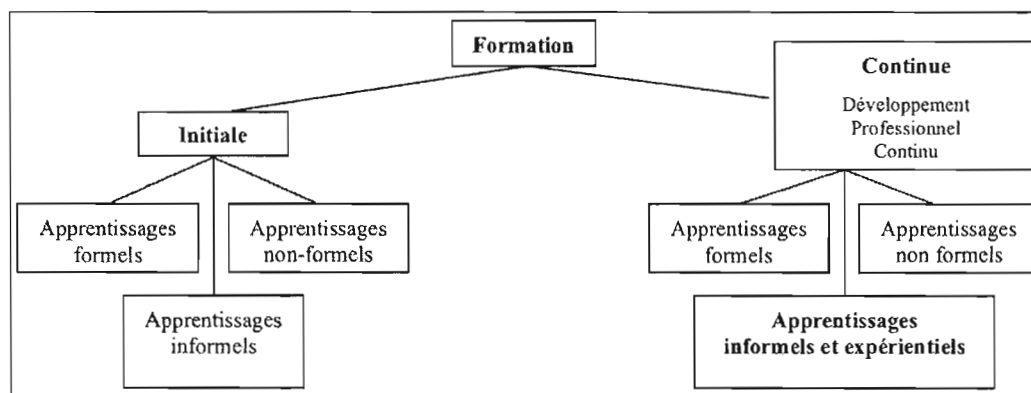 Formation
Continue
Développement
Professionnel
Continu
Initiale
Apprentissages
formels
Apprentissages
non-formels
Apprentissages
informels
Apprentissages
formels
Apprentissages
non formels
Apprentissages
informels et expérientiels